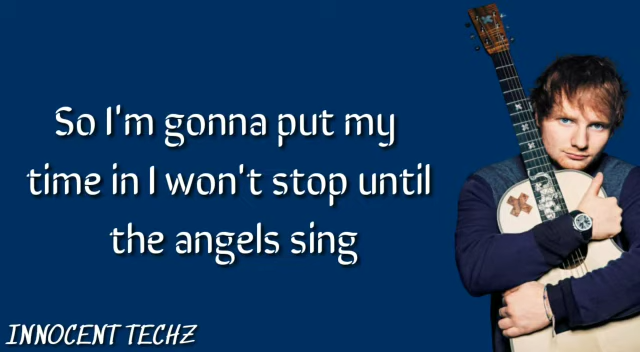 So I'm gonna put my
time in I won't stop until
the angels sing
INNOCENT TECHZ